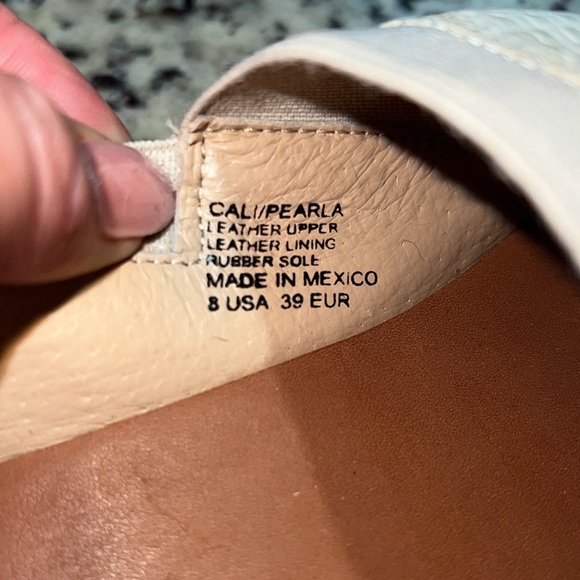 CALI/PEARLA
LEATHER UPPER
LEATHER LINING
RUBBER SOLE
MADE IN MEXICO
8 USA 39 EUR